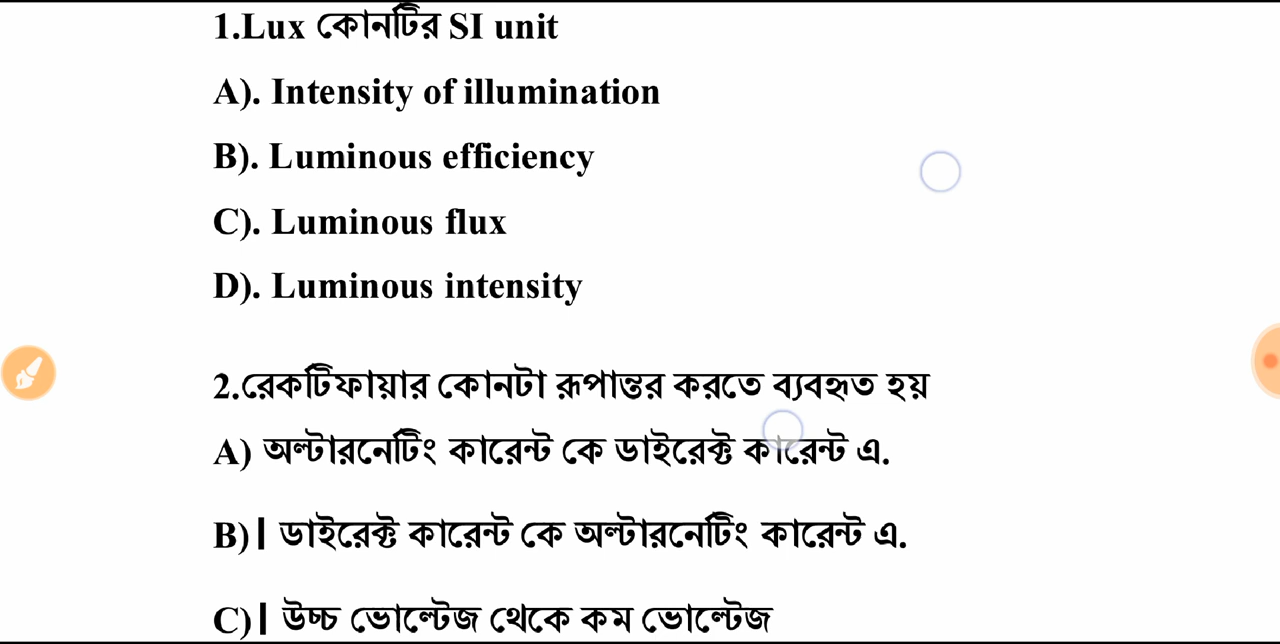 1.Lux কোনটির SI unit
A). Intensity of illumination
B). Luminous efficiency
C). Luminous flux
D). Luminous intensity
2.রেকটিফায়ার কোনটা রূপান্তর করতে ব্যবহৃত হয়
A) অল্টারনেটিং কারেন্ট কে ডাইরেক্ট কারেন্ট এ.
B)| ডাইরেক্ট কারেন্ট কে অল্টারনেটিং কারেন্ট এ.
C)| উচ্চ ভোল্টেজ থেকে কম ভোল্টেজ